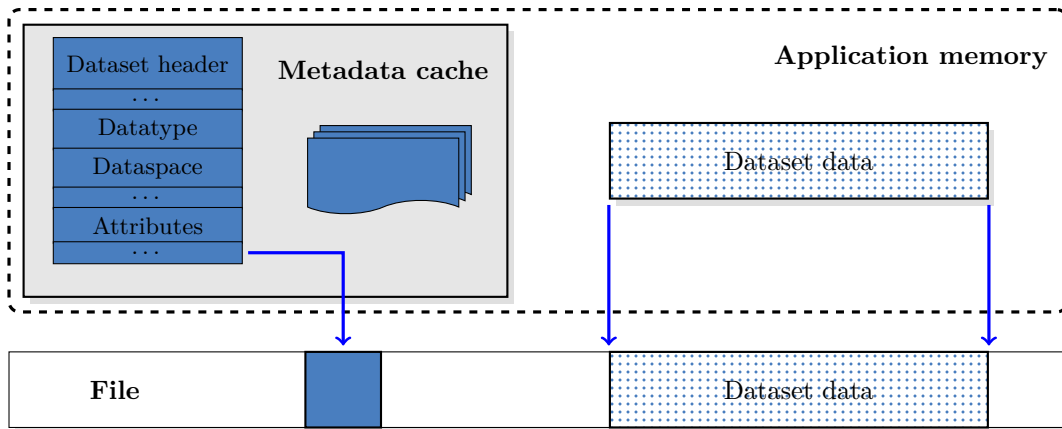 Dataset header
...
Datatype
Dataspace
...
Attributes
...
Metadata cache
Application memory
Dataset data
File
Dataset data